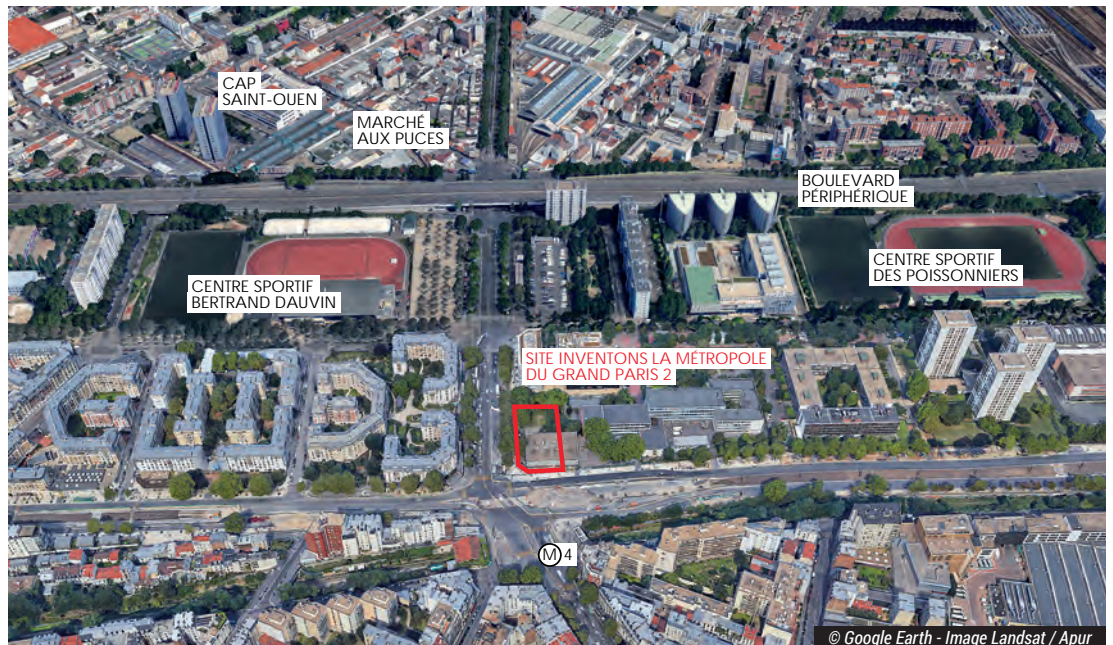 CAP
SAINT-OUEN
MARCHÉ
AUX PUCES
BOULEVARD
PÉRIPHÉRIQUE
CENTRE SPORTIF
BERTRAND DAUVIN
CENTRE SPORTIF
DES POISSONNIERS
SITE INVENTONS LA MÉTROPOLE
DU GRAND PARIS 2
M 4
© Google Earth - Image Landsat / Apur